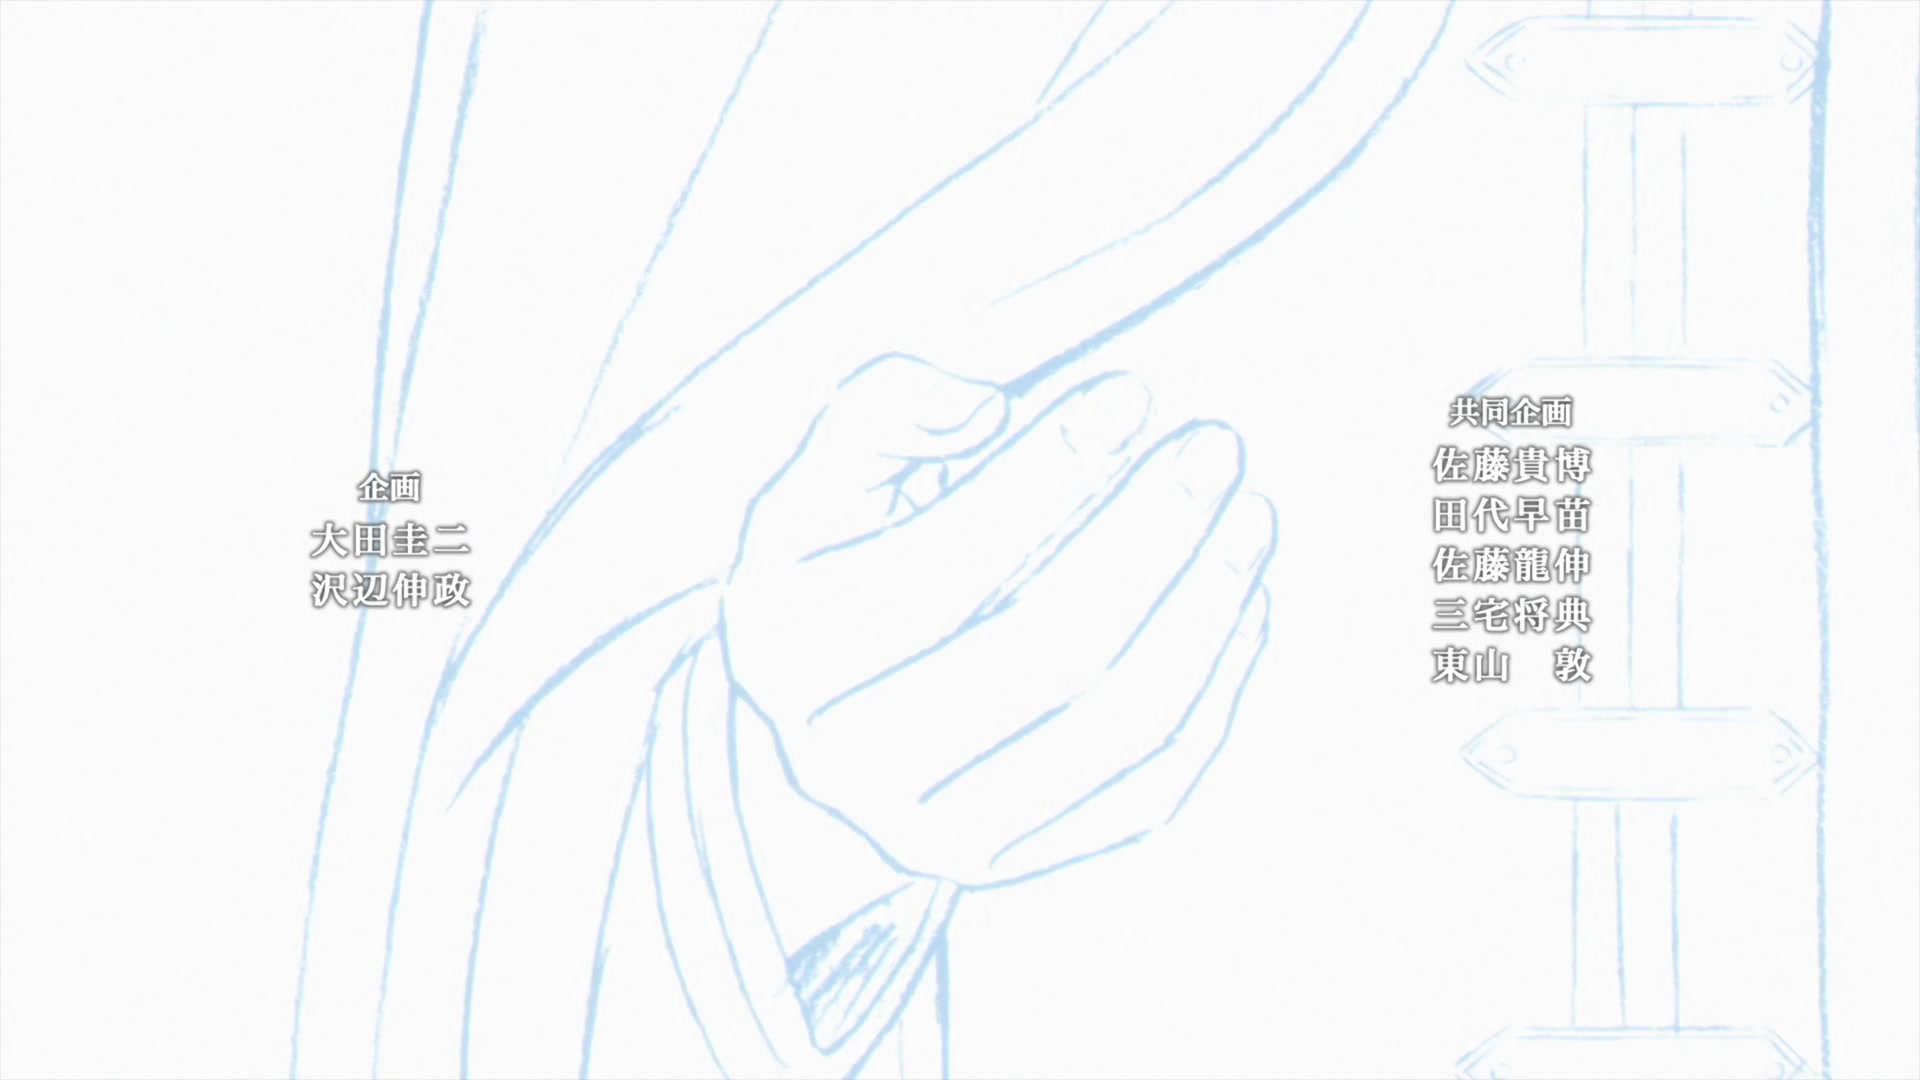 企画
大田圭二
沢辺伸政
共同企画
佐藤貴博
田代早苗
佐藤龍伸
三宅将典
東山　敦